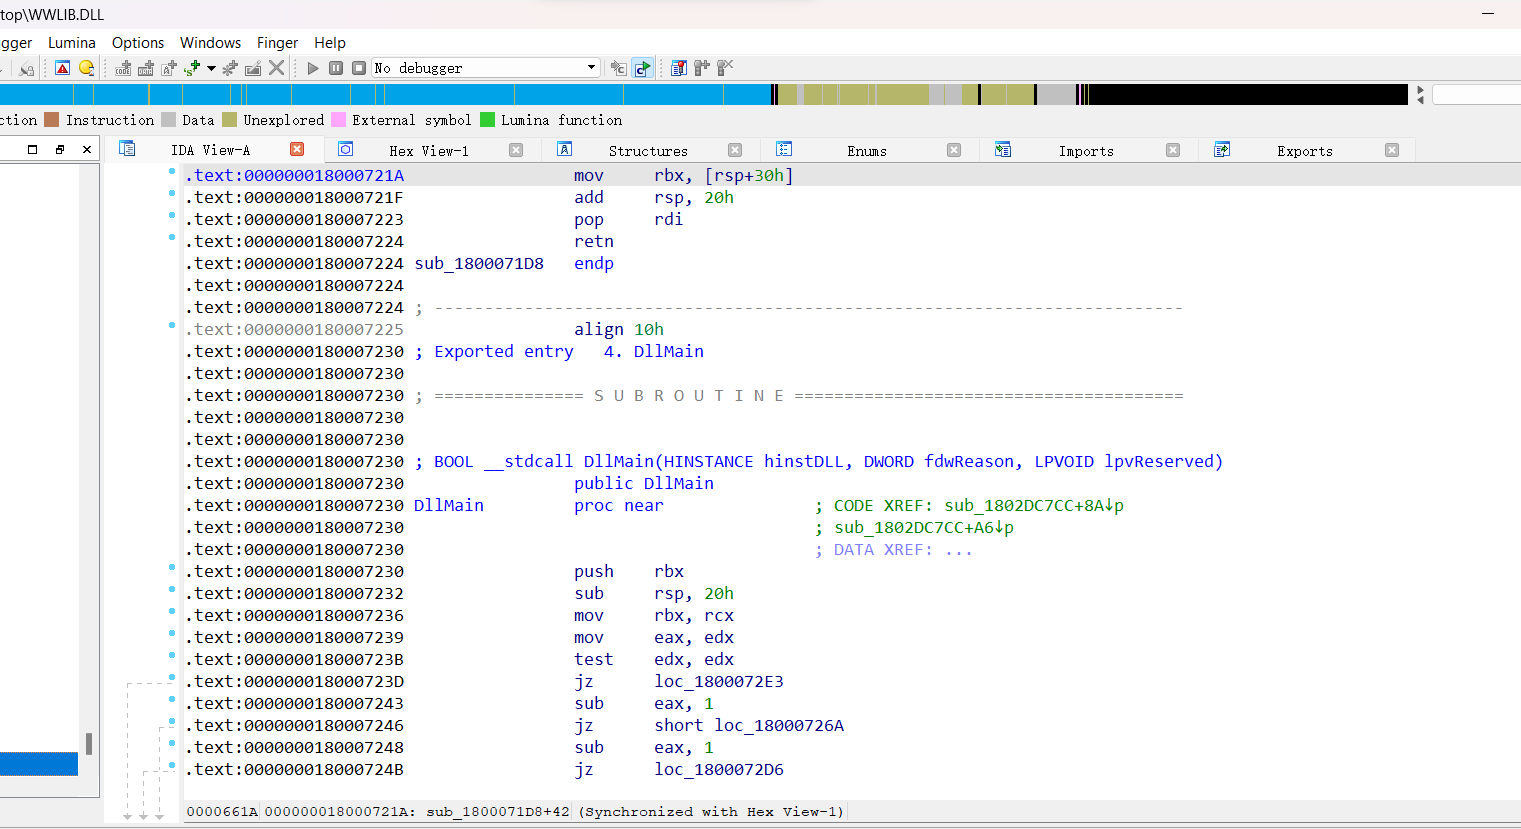 top\WWLIB.DLL
gger Lumina Options Windows Finger Help
No debugger
ction Instruction Data Unexplored External symbol Lumina function
IDA View-A Hex View-1 Structures Enums Imports Exports
.text:000000018000721A mov rbx, [rsp+30h]
.text:000000018000721F add rsp, 20h
.text:0000000180007223 pop rdi
.text:0000000180007224 retn
.text:0000000180007224 sub_1800071D8 endp
.text:0000000180007224
.text:0000000180007224 ; ---------------------------------------------------------------------------
.text:0000000180007225 align 10h
.text:0000000180007230 ; Exported entry 4. DllMain
.text:0000000180007230
.text:0000000180007230 ; =============== S U B R O U T I N E =======================================
.text:0000000180007230
.text:0000000180007230
.text:0000000180007230 ; BOOL __stdcall DllMain(HINSTANCE hinstDLL, DWORD fdwReason, LPVOID lpvReserved)
.text:0000000180007230 public DllMain
.text:0000000180007230 DllMain proc near ; CODE XREF: sub_1802DC7CC+8A↓p
.text:0000000180007230 ; sub_1802DC7CC+A6↓p
.text:0000000180007230 ; DATA XREF: ...
.text:0000000180007230 push rbx
.text:0000000180007232 sub rsp, 20h
.text:0000000180007236 mov rbx, rcx
.text:0000000180007239 mov eax, edx
.text:000000018000723B test edx, edx
.text:000000018000723D jz loc_1800072E3
.text:0000000180007243 sub eax, 1
.text:0000000180007246 jz short loc_18000726A
.text:0000000180007248 sub eax, 1
.text:000000018000724B jz loc_1800072D6
0000661A 000000018000721A: sub_1800071D8+42 (Synchronized with Hex View-1)